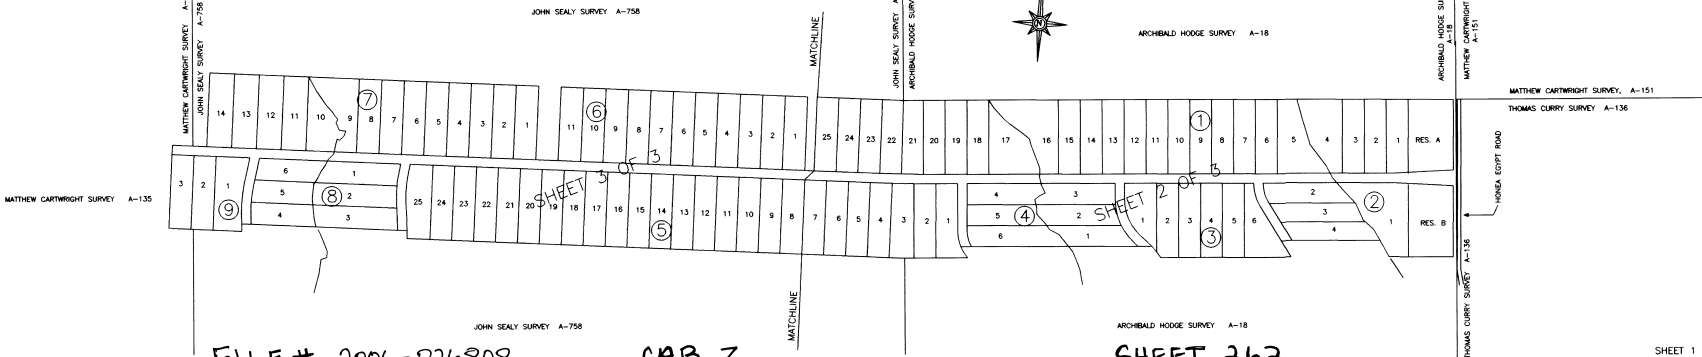 JOHN SEALY SURVEY A-758
ARCHIBALD HODGE SURVEY A-18
MATTHEW CARTWRIGHT SURVEY
JOHN SEALY SURVEY A-758
MATCHLINE
JOHN SEALY SURVEY
ARCHIBALD HODGE SURV
N
ARCHIBALD HODGE SU
A-18
MATTHEW CARTWRIGHT
A-151
MATTHEW CARTWRIGHT SURVEY, A-151
THOMAS CURRY SURVEY A-136
14 13 12 11 10 9 8 7 6 5 4 3 2 1
7
11 10 9 8 7 6 5 4 3 2 1
6
25 24 23 22 21 20 19 18 17 16 15 14 13 12 11 10 9 8 7 6 5 4 3 2 1 RES. A
1
HONEA EGYPT ROAD
SHEET 3 OF 3
SHEET 2 OF 3
MATTHEW CARTWRIGHT SURVEY A-135
3 2 1
9
6 1
5 2
4 3
8
25 24 23 22 21 20 19 18 17 16 15 14 13 12 11 10 9 8 7 6 5 4 3 2 1
5
4 3
5 2
6 1
4
1 2 3 4 5 6
3
2
3
4
1
2
RES. B
MATCHLINE
THOMAS CURRY SURVEY A-136
JOHN SEALY SURVEY A-758
ARCHIBALD HODGE SURVEY A-18
FILE #
CAB Z
SHEET
SHEET 1